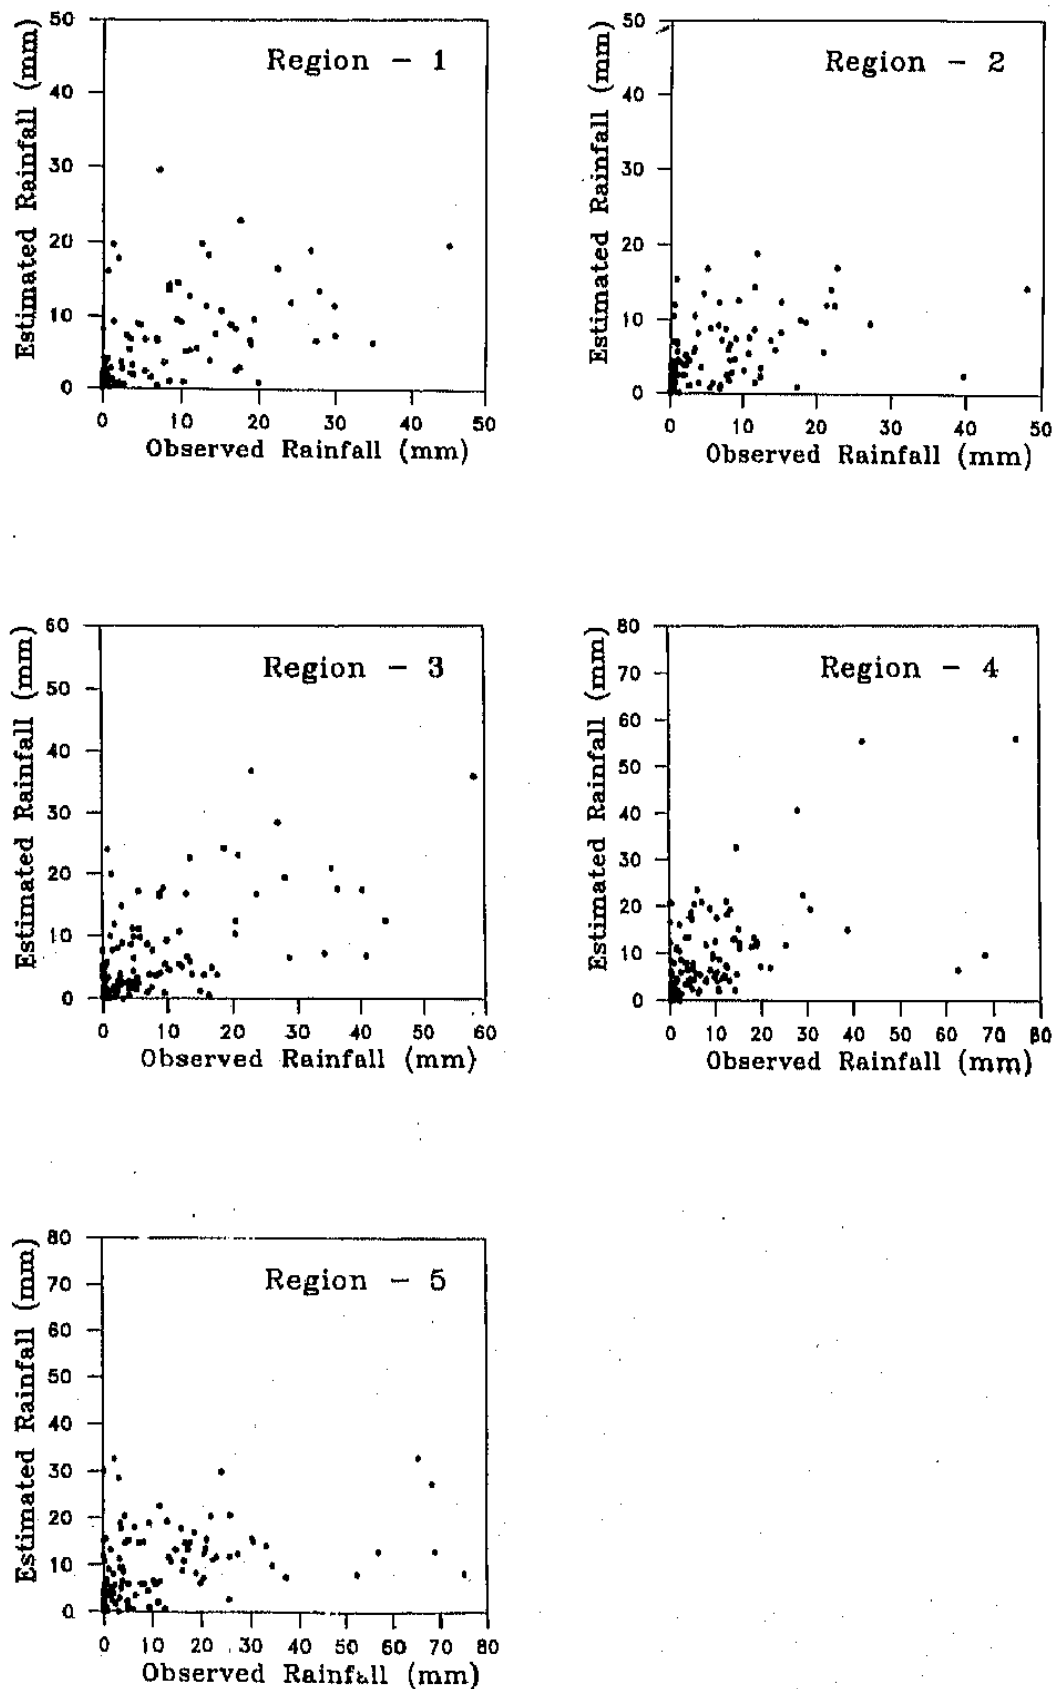 50
40
30
20
10
0
Estimated Rainfall (mm)
Region - 1
0 10 20 30 40 50
Observed Rainfall (mm)
50
40
30
20
10
0
Estimated Rainfall (mm)
Region - 2
0 10 20 30 40 50
Observed Rainfall (mm)
60
50
40
30
20
10
0
Estimated Rainfall (mm)
Region - 3
0 10 20 30 40 50 60
Observed Rainfall (mm)
80
70
60
50
40
30
20
10
0
Estimated Rainfall (mm)
Region - 4
0 10 20 30 40 50 60 70 80
Observed Rainfall (mm)
80
70
60
50
40
30
20
10
0
Estimated Rainfall (mm)
Region - 5
0 10 20 30 40 50 60 70 80
Observed Rainfall (mm)